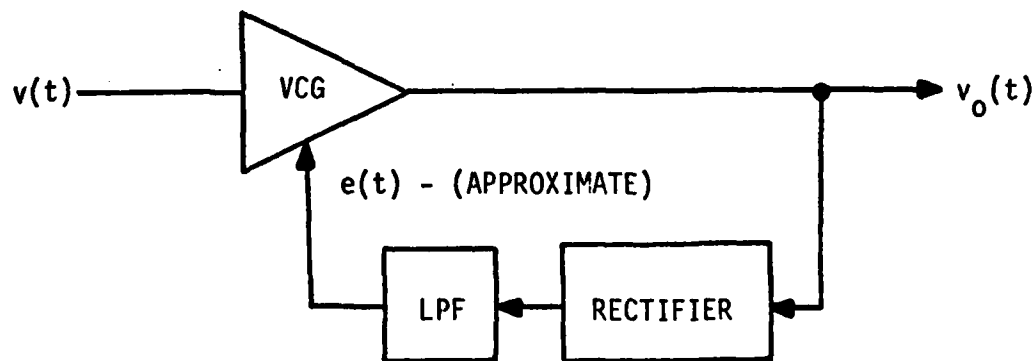 v(t)
VCG
v_o(t)
e(t) - (APPROXIMATE)
LPF
RECTIFIER